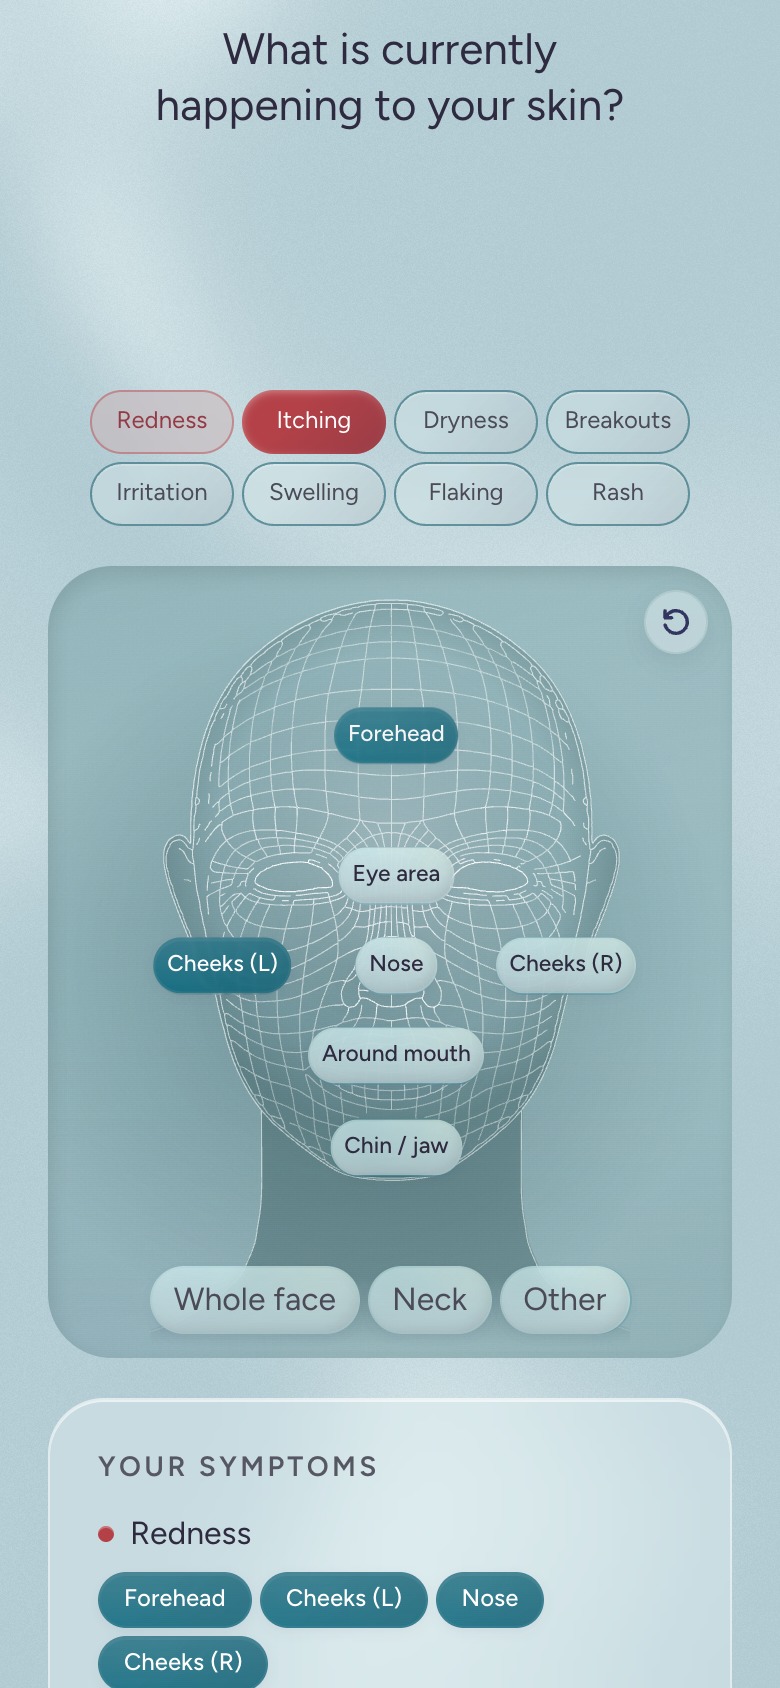 What is currently
happening to your skin?
Redness Itching Dryness Breakouts
Irritation Swelling Flaking Rash
Forehead
Eye area
Cheeks (L) Nose Cheeks (R)
Around mouth
Chin / jaw
Whole face Neck Other
YOUR SYMPTOMS
Redness
Forehead Cheeks (L) Nose
Cheeks (R)